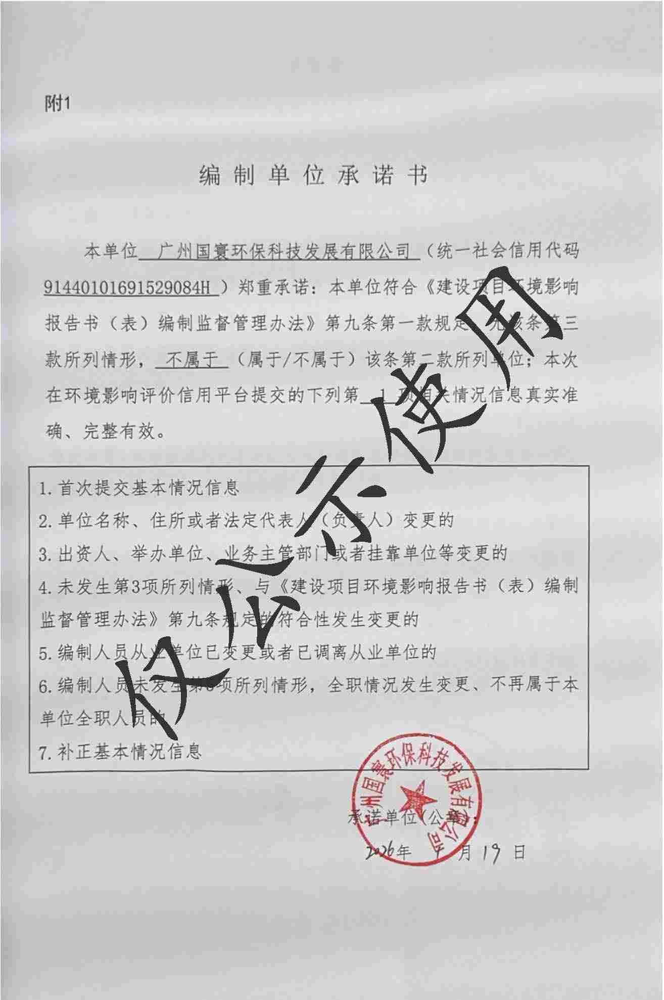 附1
编制单位承诺书
本单位 广州国寰环保科技发展有限公司 （统一社会信用代码
91440101691529084H ）郑重承诺：本单位符合《建设项目环境影响
报告书（表）编制监督管理办法》第九条第一款规定，无该条第三
款所列情形， 不属于 （属于/不属于）该条第二款所列单位；本次
在环境影响评价信用平台提交的下列第 1 项有关情况信息真实准
确、完整有效。
1.首次提交基本情况信息
2.单位名称、住所或者法定代表人（负责人）变更的
3.出资人、举办单位、业务主管部门或者挂靠单位等变更的
4.未发生第3项所列情形、与《建设项目环境影响报告书（表）编制
监督管理办法》第九条规定的符合性发生变更的
5.编制人员从业单位已变更或者已调离从业单位的
6.编制人员未发生第5项所列情形，全职情况发生变更、不再属于本
单位全职人员的
7.补正基本情况信息
广州国寰环保科技发展有限公司
承诺单位(公章)：
2026年 月19日
仅公示使用